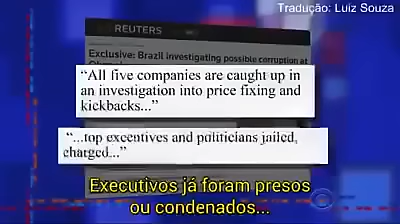 Tradução: Luiz Souza
REUTERS
Exclusive: Brazil investigating possible corruption at
“All five companies are caught up in
an investigation into price fixing and
kickbacks...”
“...top executives and politicians jailed,
charged...”
Executivos já foram presos
ou condenados...